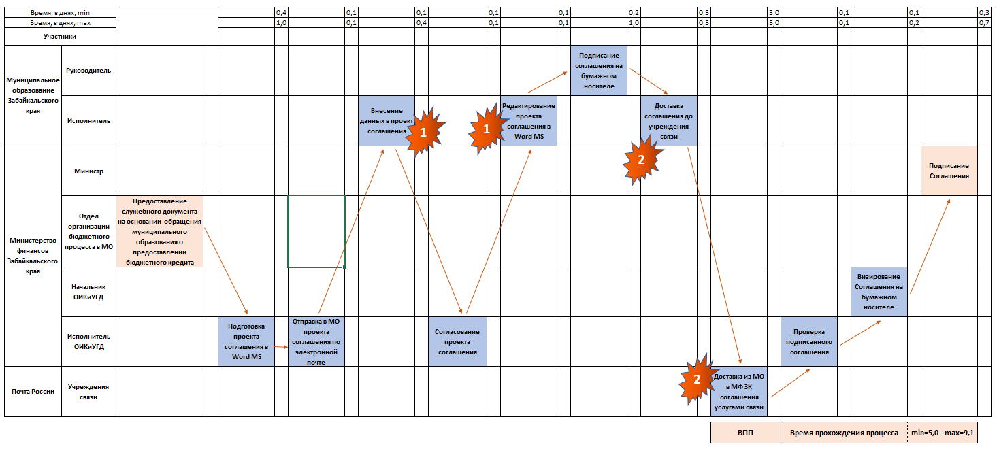 Время, в днях, min 0,4 0,1 0,1 0,1 0,1 0,2 0,5 3,0 0,1 0,1 0,3
Время, в днях, max 1,0 0,1 0,4 0,1 0,1 1,0 0,5 5,0 0,1 0,2 0,7
Участники
Муниципальное
образование
Забайкальского
края
Руководитель
Подписание
соглашения на
бумажном
носителе
Исполнитель
Внесение
данных в проект
соглашения
1
1
Редактирование
проекта
соглашения в
Word MS
Доставка
соглашения до
учреждения
связи
2
Министерство
финансов
Забайкальского
края
Министр
Подписание
Соглашения
Отдел
организации
бюджетного
процесса в МО
Предоставление
служебного документа
на основании обращения
муниципального
образования о
предоставлении
бюджетного кредита
Начальник
ОИКиУГД
Визирование
Соглашения на
бумажном
носителе
Исполнитель
ОИКиУГД
Подготовка
проекта
соглашения в
Word MS
Отправка в МО
проекта
соглашения по
электронной
почте
Согласование
проекта
соглашения
Проверка
подписанного
соглашения
Почта России
Учреждения
связи
2
Доставка из МО
в МФ ЗК
соглашения
услугами связи
ВПП Время прохождения процесса min=5,0 max=9,1